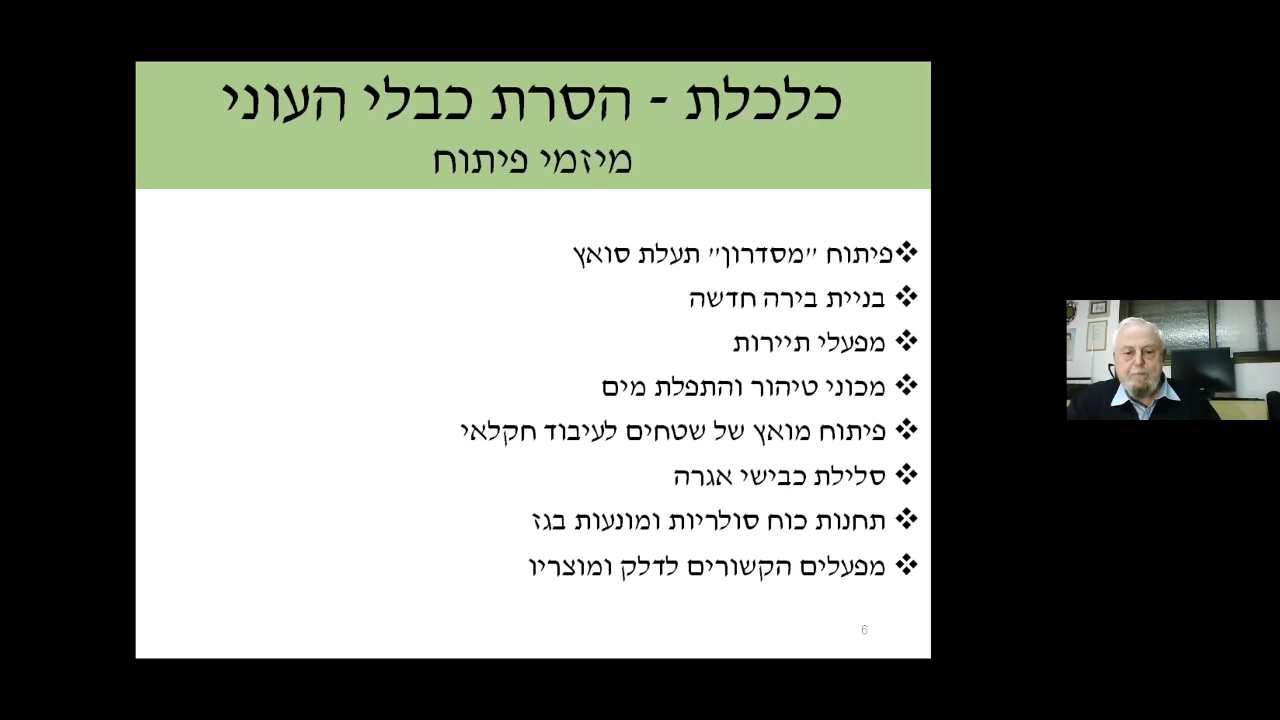 כלכלת - הסרת כבלי העוני
מיזמי פיתוח
❖פיתוח "מסדרון" תעלת סואץ
❖ בניית בירה חדשה
❖ מפעלי תיירות
❖ מכוני טיהור והתפלת מים
❖ פיתוח מואץ של שטחים לעיבוד חקלאי
❖ סלילת כבישי אגרה
❖ תחנות כוח סולריות ומונעות בגז
❖ מפעלים הקשורים לדלק ומוצריו
6